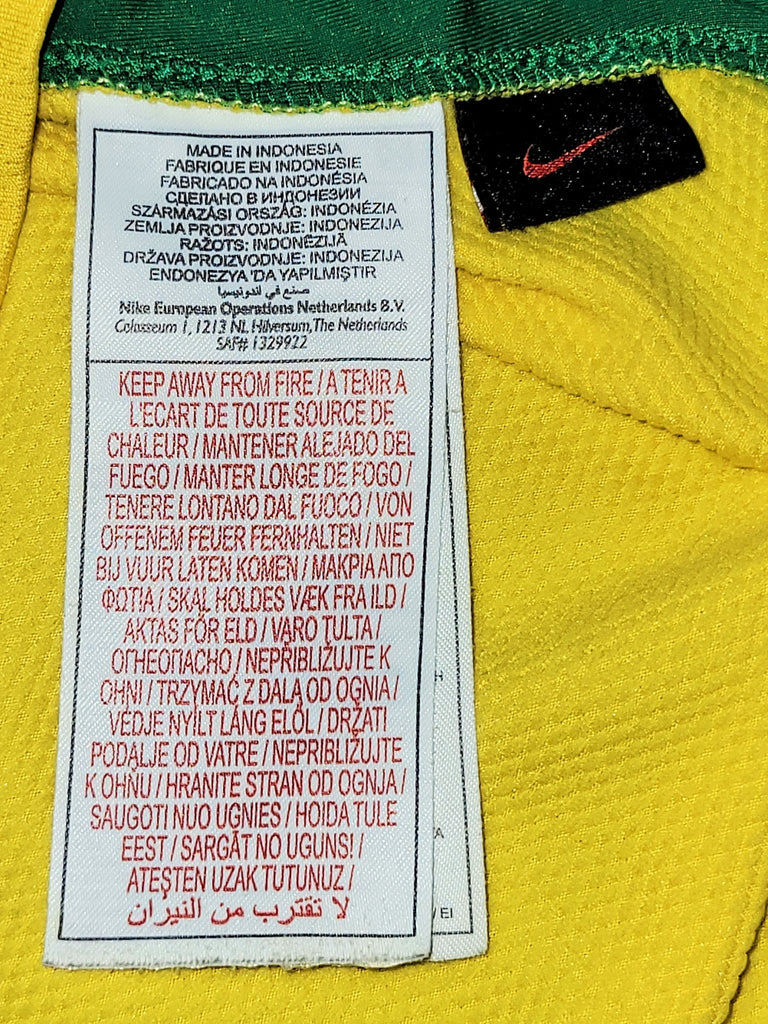 MADE IN INDONESIA
FABRIQUE EN INDONESIE
FABRICADO NA INDONÉSIA
СДЕЛАНО В ИНДОНЕЗИИ
SZÁRMAZÁSI ORSZÁG: INDONÉZIA
ZEMLJA PROIZVODNJE: INDONEZIJA
RAŽOTS: INDONĒZIJĀ
DRŽAVA PROIZVODNJE: INDONEZIJA
ENDONEZYA 'DA YAPILMIŞTIR
صنع في اندونيسيا
Nike European Operations Netherlands B.V.
Colosseum 1, 1213 NL Hilversum, The Netherlands
SAF# 1329922
KEEP AWAY FROM FIRE / A TENIR A
L'ECART DE TOUTE SOURCE DE
CHALEUR / MANTENER ALEJADO DEL
FUEGO / MANTER LONGE DE FOGO /
TENERE LONTANO DAL FUOCO / VON
OFFENEM FEUER FERNHALTEN / NIET
BIJ VUUR LATEN KOMEN / ΜΑΚΡΙΑ ΑΠΟ
ΦΩΤΙΑ / SKAL HOLDES VÆK FRA ILD /
AKTAS FÖR ELD / VARO TULTA /
ОГНЕОПАСНО / NEPŘIBLIŽUJTE K
OHNI / TRZYMAĆ Z DALA OD OGNIA /
VÉDJE NYÍLT LÁNG ELŐL / DRŽATI
PODALJE OD VATRE / NEPRIBLIŽUJTE
K OHŇU / HRANITE STRAN OD OGNJA /
SAUGOTI NUO UGNIES / HOIDA TULE
EEST / SARGĀT NO UGUNS! /
ATEŞTEN UZAK TUTUNUZ /
لا تقترب من النيران
H
A
/ EI